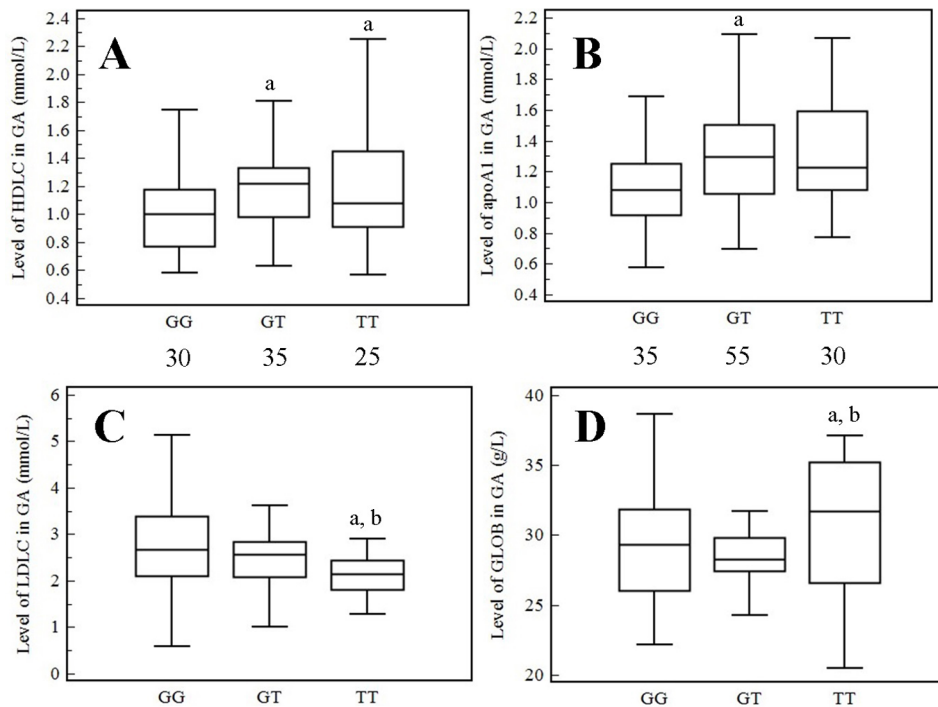 A
Level of HDLC in GA (mmol/L)
2.4
2.2
2.0
1.8
1.6
1.4
1.2
1.0
0.8
0.6
0.4
a
a
GG GT TT
30 35 25
B
Level of apoA1 in GA (mmol/L)
2.2
2.0
1.8
1.6
1.4
1.2
1.0
0.8
0.6
0.4
a
GG GT TT
35 55 30
C
Level of LDLC in GA (mmol/L)
6
5
4
3
2
1
0
a, b
GG GT TT
D
Level of GLOB in GA (g/L)
40
35
30
25
20
a, b
GG GT TT